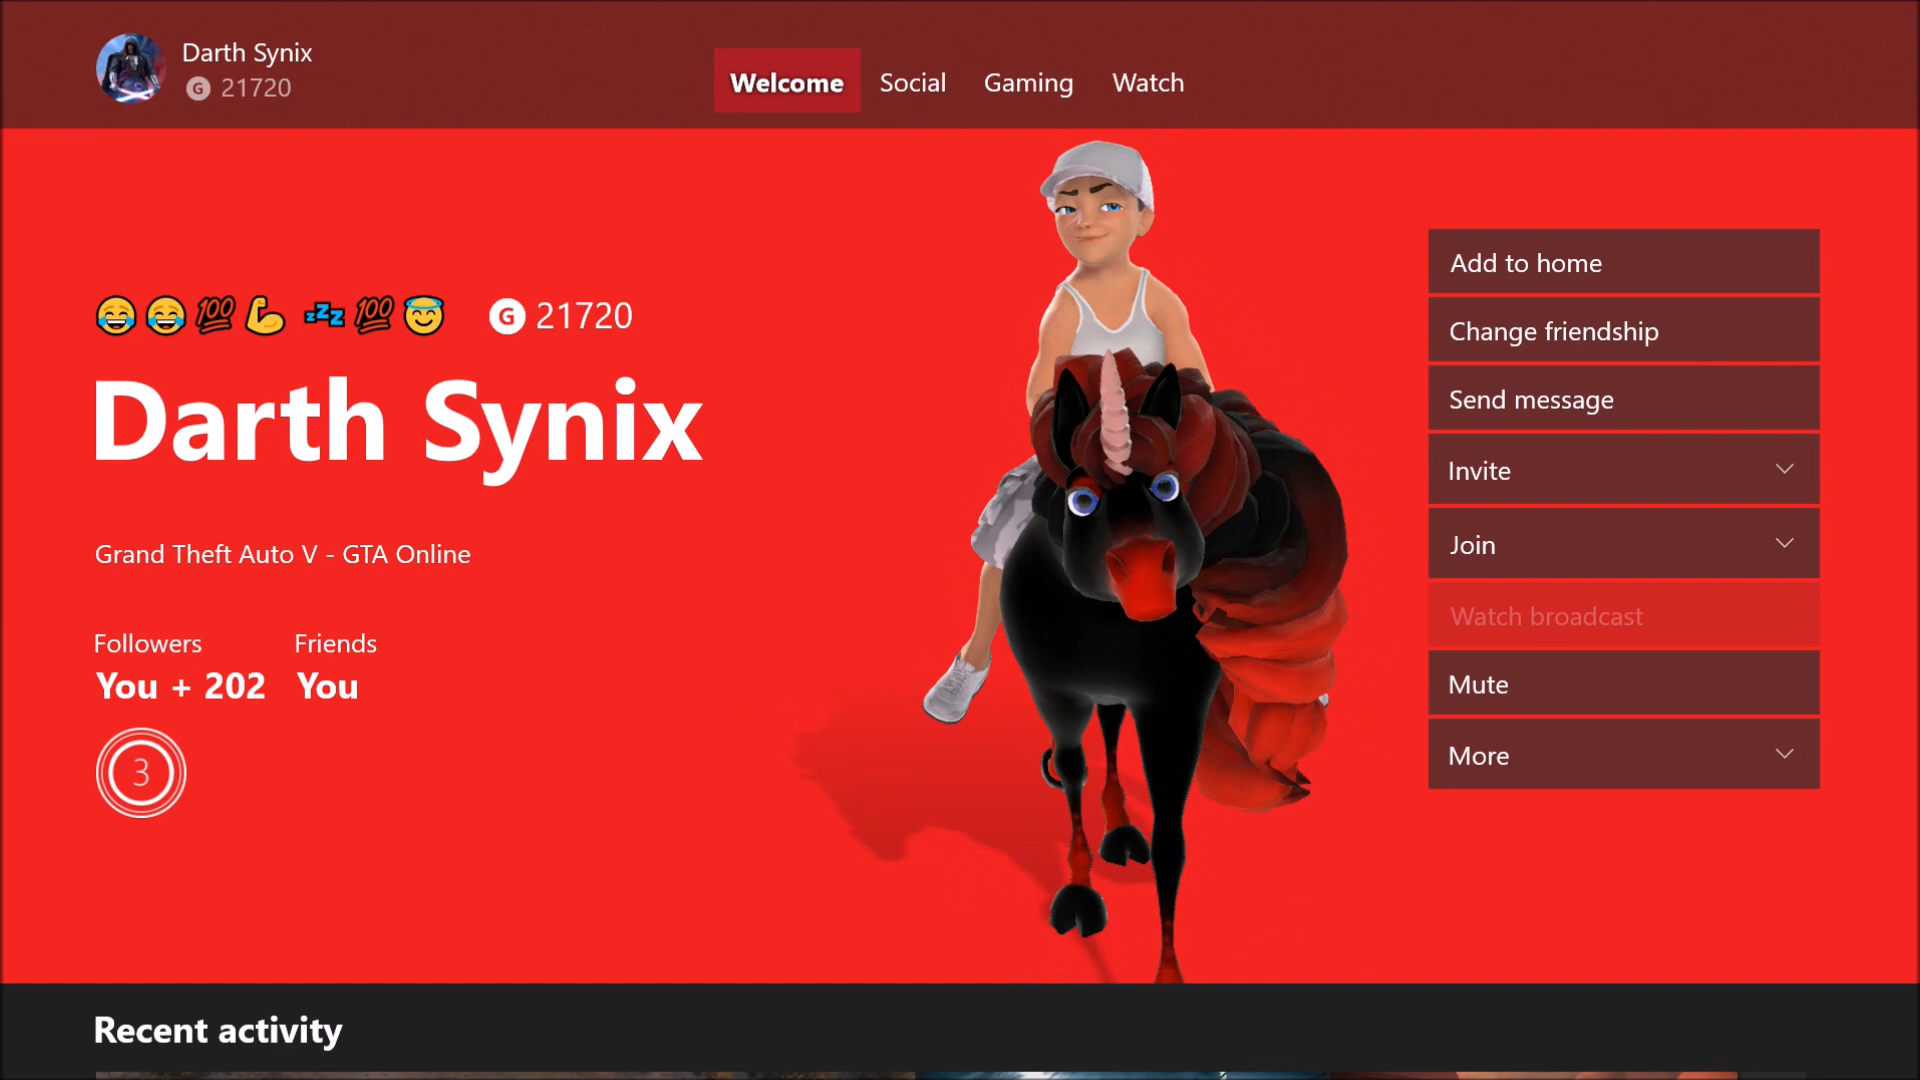 Darth Synix
G 21720
Welcome Social Gaming Watch
😂😂💯💪 💤💯😇 G 21720
Darth Synix
Grand Theft Auto V - GTA Online
Followers Friends
You + 202 You
3
Add to home
Change friendship
Send message
Invite
Join
Watch broadcast
Mute
More
Recent activity